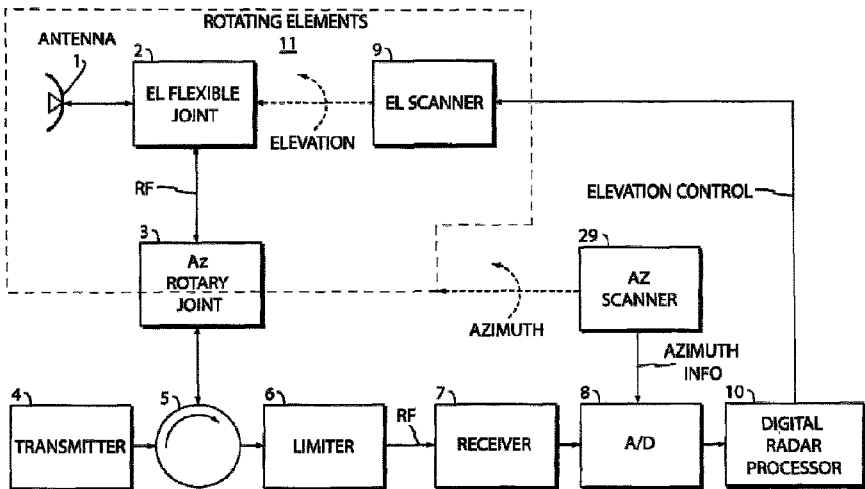 ROTATING ELEMENTS
11
ANTENNA
1
2
EL FLEXIBLE
JOINT
9
EL SCANNER
ELEVATION
RF
ELEVATION CONTROL
3
Az
ROTARY
JOINT
29
AZ
SCANNER
AZIMUTH
AZIMUTH
INFO
4
TRANSMITTER
5
6
LIMITER
RF
7
RECEIVER
8
A/D
10
DIGITAL
RADAR
PROCESSOR